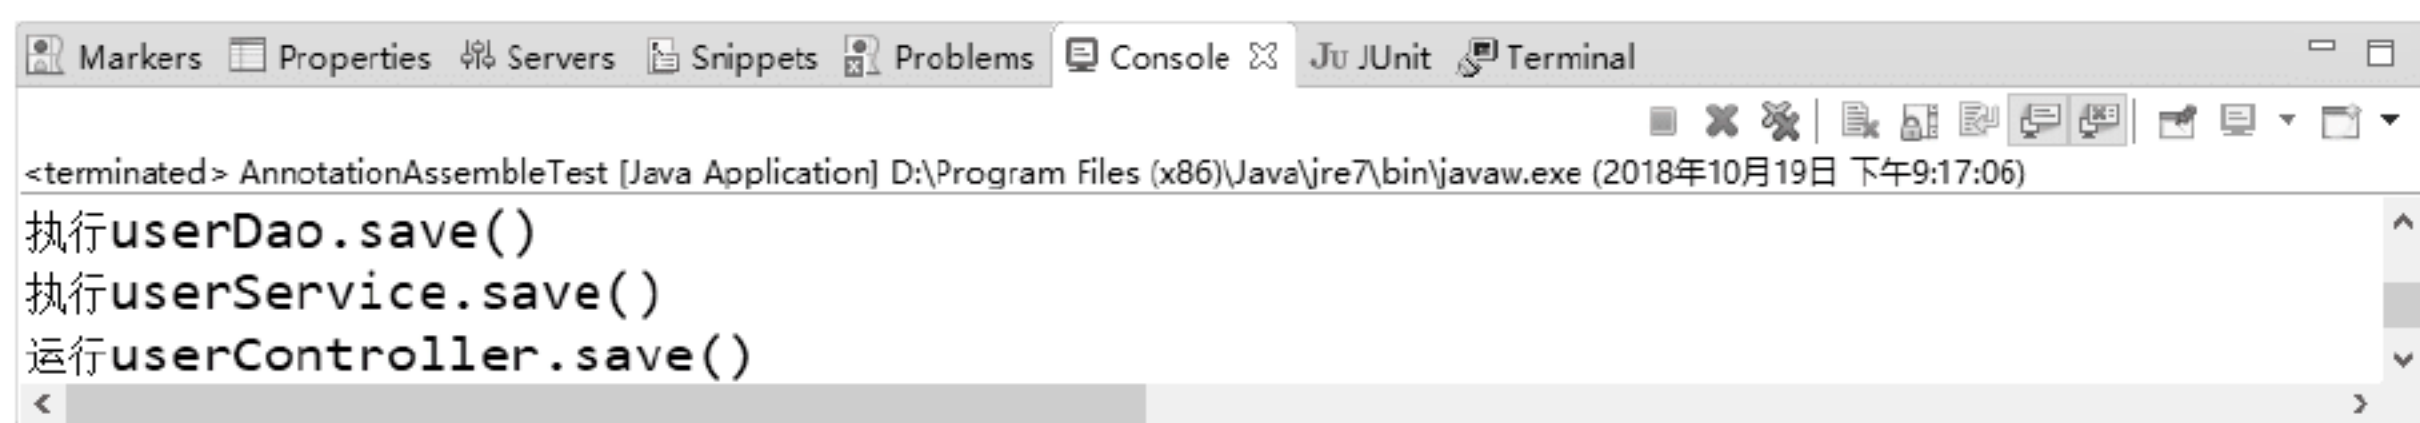 Markers Properties Servers Snippets Problems Console JU JUnit Terminal
<terminated> AnnotationAssembleTest [Java Application] D:\Program Files (x86)\Java\jre7\bin\javaw.exe (2018年10月19日 下午9:17:06)
执行userDao.save()
执行userService.save()
运行userController.save()